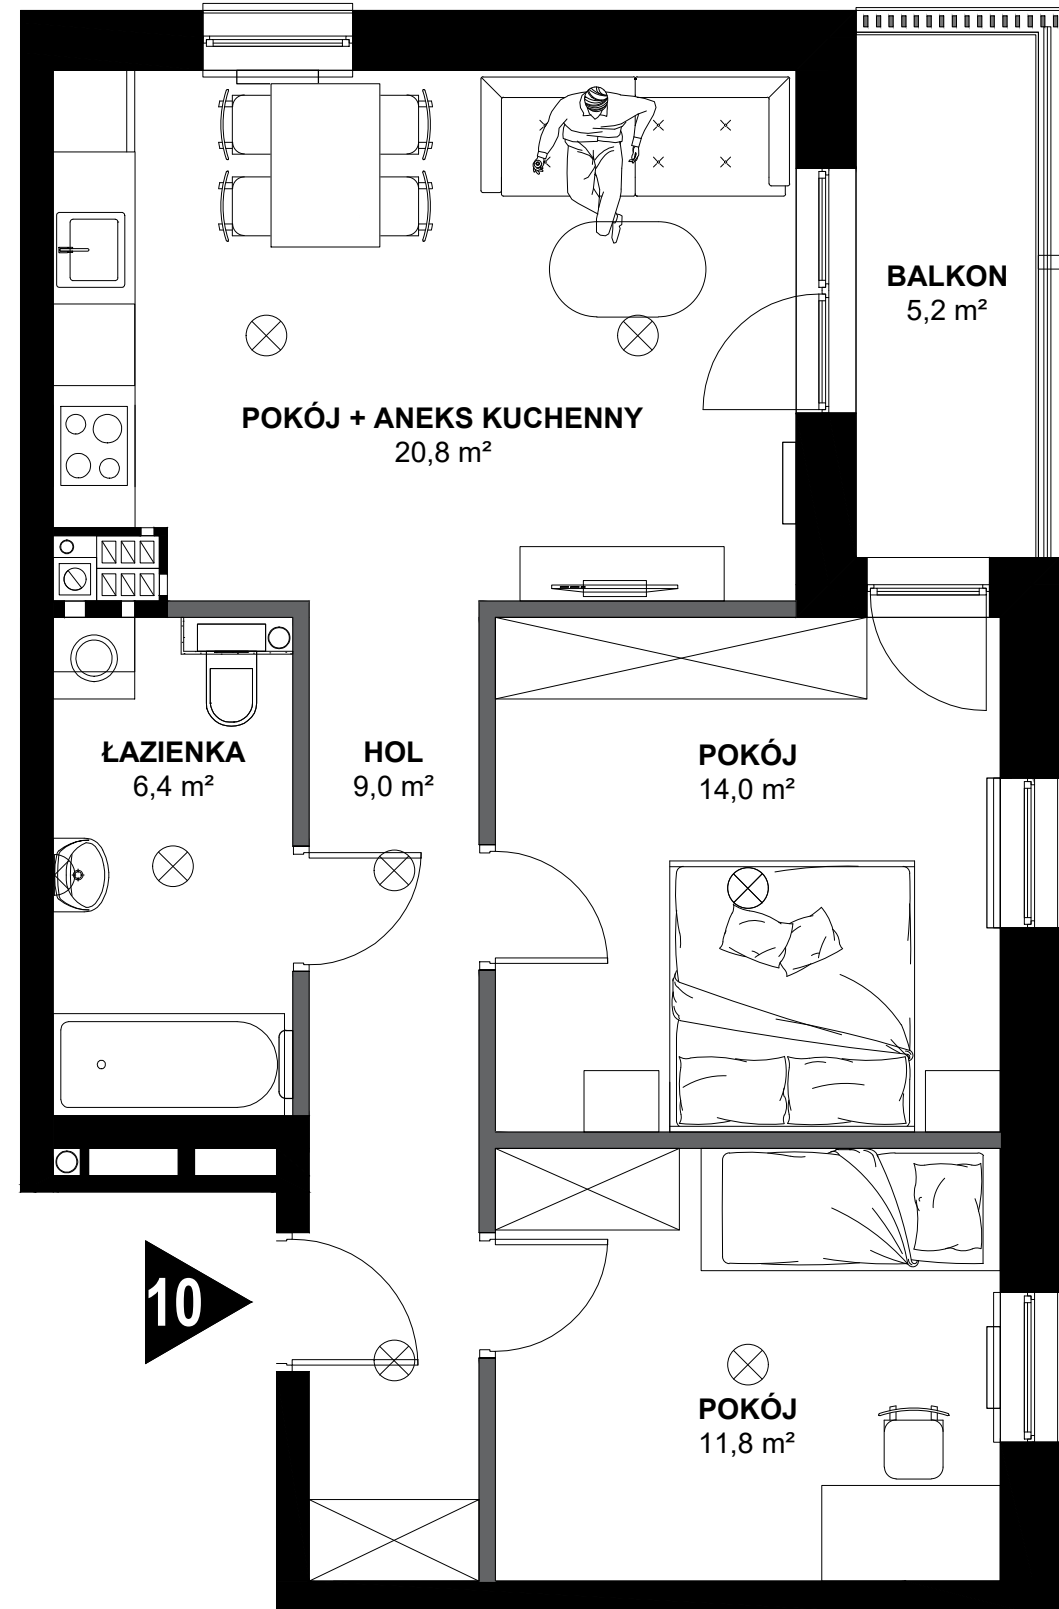 BALKON
5,2 m²
POKÓJ + ANEKS KUCHENNY
20,8 m²
ŁAZIENKA
6,4 m²
HOL
9,0 m²
POKÓJ
14,0 m²
10
POKÓJ
11,8 m²